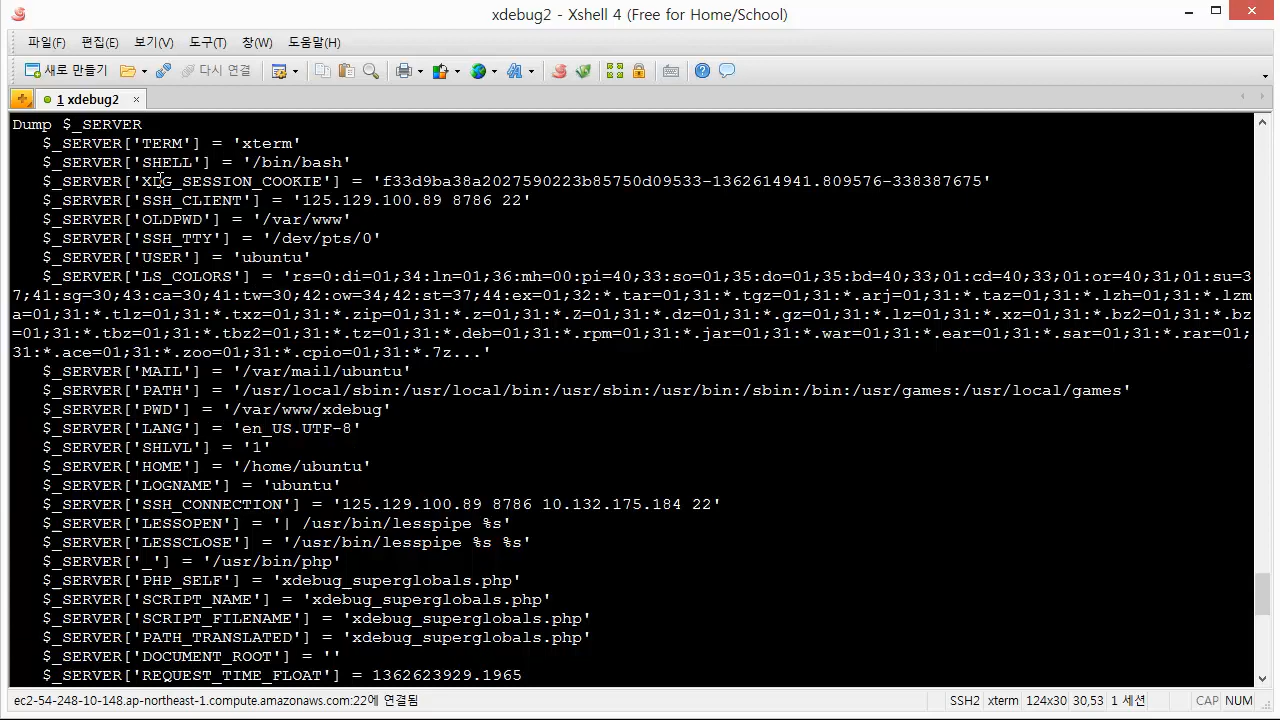 xdebug2 - Xshell 4 (Free for Home/School)
파일(F) 편집(E) 보기(V) 도구(T) 창(W) 도움말(H)
새로 만들기 다시 연결
1 xdebug2
Dump $_SERVER
$_SERVER['TERM'] = 'xterm'
$_SERVER['SHELL'] = '/bin/bash'
$_SERVER['XDG_SESSION_COOKIE'] = 'f33d9ba38a2027590223b85750d09533-1362614941.809576-338387675'
$_SERVER['SSH_CLIENT'] = '125.129.100.89 8786 22'
$_SERVER['OLDPWD'] = '/var/www'
$_SERVER['SSH_TTY'] = '/dev/pts/0'
$_SERVER['USER'] = 'ubuntu'
$_SERVER['LS_COLORS'] = 'rs=0:di=01;34:ln=01;36:mh=00:pi=40;33:so=01;35:do=01;35:bd=40;33;01:cd=40;33;01:or=40;31;01:su=3
7;41:sg=30;43:ca=30;41:tw=30;42:ow=34;42:st=37;44:ex=01;32:*.tar=01;31:*.tgz=01;31:*.arj=01;31:*.taz=01;31:*.lzh=01;31:*.lzm
a=01;31:*.tlz=01;31:*.txz=01;31:*.zip=01;31:*.z=01;31:*.Z=01;31:*.dz=01;31:*.gz=01;31:*.lz=01;31:*.xz=01;31:*.bz2=01;31:*.bz
=01;31:*.tbz=01;31:*.tbz2=01;31:*.tz=01;31:*.deb=01;31:*.rpm=01;31:*.jar=01;31:*.war=01;31:*.ear=01;31:*.sar=01;31:*.rar=01;
31:*.ace=01;31:*.zoo=01;31:*.cpio=01;31:*.7z...'
$_SERVER['MAIL'] = '/var/mail/ubuntu'
$_SERVER['PATH'] = '/usr/local/sbin:/usr/local/bin:/usr/sbin:/usr/bin:/sbin:/bin:/usr/games:/usr/local/games'
$_SERVER['PWD'] = '/var/www/xdebug'
$_SERVER['LANG'] = 'en_US.UTF-8'
$_SERVER['SHLVL'] = '1'
$_SERVER['HOME'] = '/home/ubuntu'
$_SERVER['LOGNAME'] = 'ubuntu'
$_SERVER['SSH_CONNECTION'] = '125.129.100.89 8786 10.132.175.184 22'
$_SERVER['LESSOPEN'] = '| /usr/bin/lesspipe %s'
$_SERVER['LESSCLOSE'] = '/usr/bin/lesspipe %s %s'
$_SERVER['_'] = '/usr/bin/php'
$_SERVER['PHP_SELF'] = 'xdebug_superglobals.php'
$_SERVER['SCRIPT_NAME'] = 'xdebug_superglobals.php'
$_SERVER['SCRIPT_FILENAME'] = 'xdebug_superglobals.php'
$_SERVER['PATH_TRANSLATED'] = 'xdebug_superglobals.php'
$_SERVER['DOCUMENT_ROOT'] = ''
$_SERVER['REQUEST_TIME_FLOAT'] = 1362623929.1965
ec2-54-248-10-148.ap-northeast-1.compute.amazonaws.com:22에 연결됨 SSH2 xterm 124x30 30,53 1 세션 CAP NUM